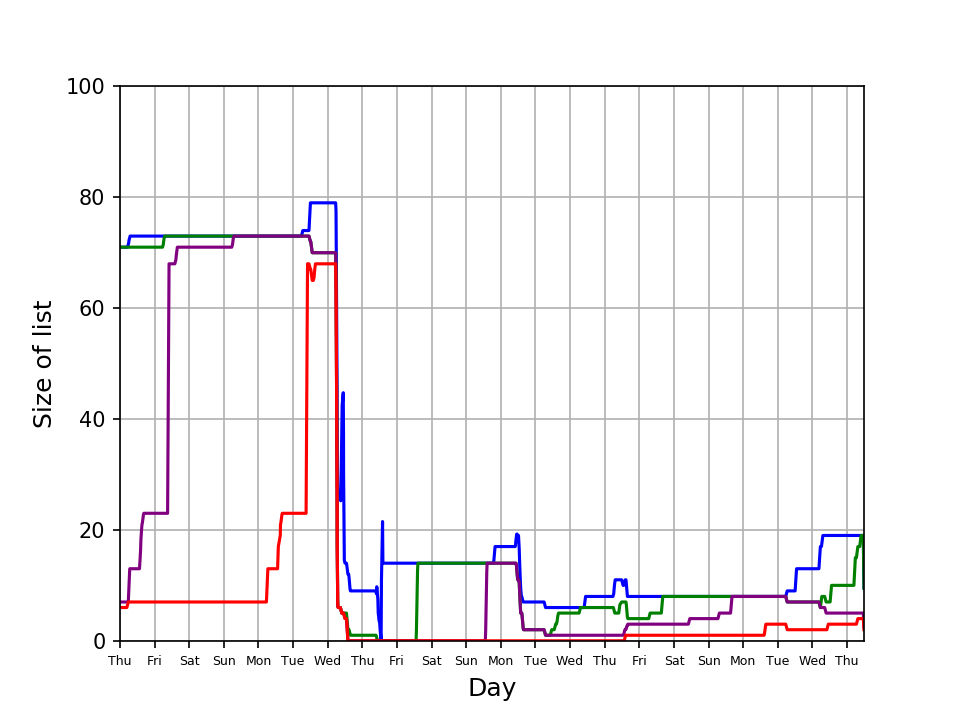 100
80
60
40
20
0
Size of list
Thu Fri Sat Sun Mon Tue Wed Thu Fri Sat Sun Mon Tue Wed Thu Fri Sat Sun Mon Tue Wed Thu
Day